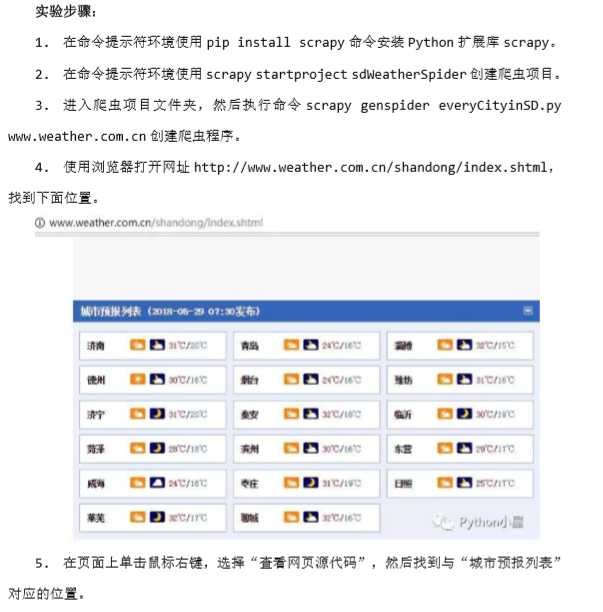 实验步骤：
1. 在命令提示符环境使用 pip install scrapy 命令安装 Python 扩展库 scrapy。
2. 在命令提示符环境使用 scrapy startproject sdWeatherSpider 创建爬虫项目。
3. 进入爬虫项目文件夹，然后执行命令 scrapy genspider everyCityinSD.py
www.weather.com.cn 创建爬虫程序。
4. 使用浏览器打开网址 http://www.weather.com.cn/shandong/index.shtml，
找到下面位置。
www.weather.com.cn/shandong/index.shtml
城市预报列表（2018-05-29 07:30发布）
济南 31℃/20℃ 青岛 24℃/16℃ 淄博 32℃/15℃
德州 30℃/16℃ 烟台 24℃/16℃ 潍坊 31℃/16℃
济宁 31℃/20℃ 泰安 32℃/16℃ 临沂 30℃/19℃
菏泽 28℃/18℃ 滨州 30℃/16℃ 东营 29℃/17℃
威海 24℃/16℃ 枣庄 31℃/19℃ 日照 25℃/17℃
莱芜 32℃/17℃ 聊城 32℃/16℃
Python小屋
5. 在页面上单击鼠标右键，选择“查看网页源代码”，然后找到与“城市预报列表”
对应的位置。